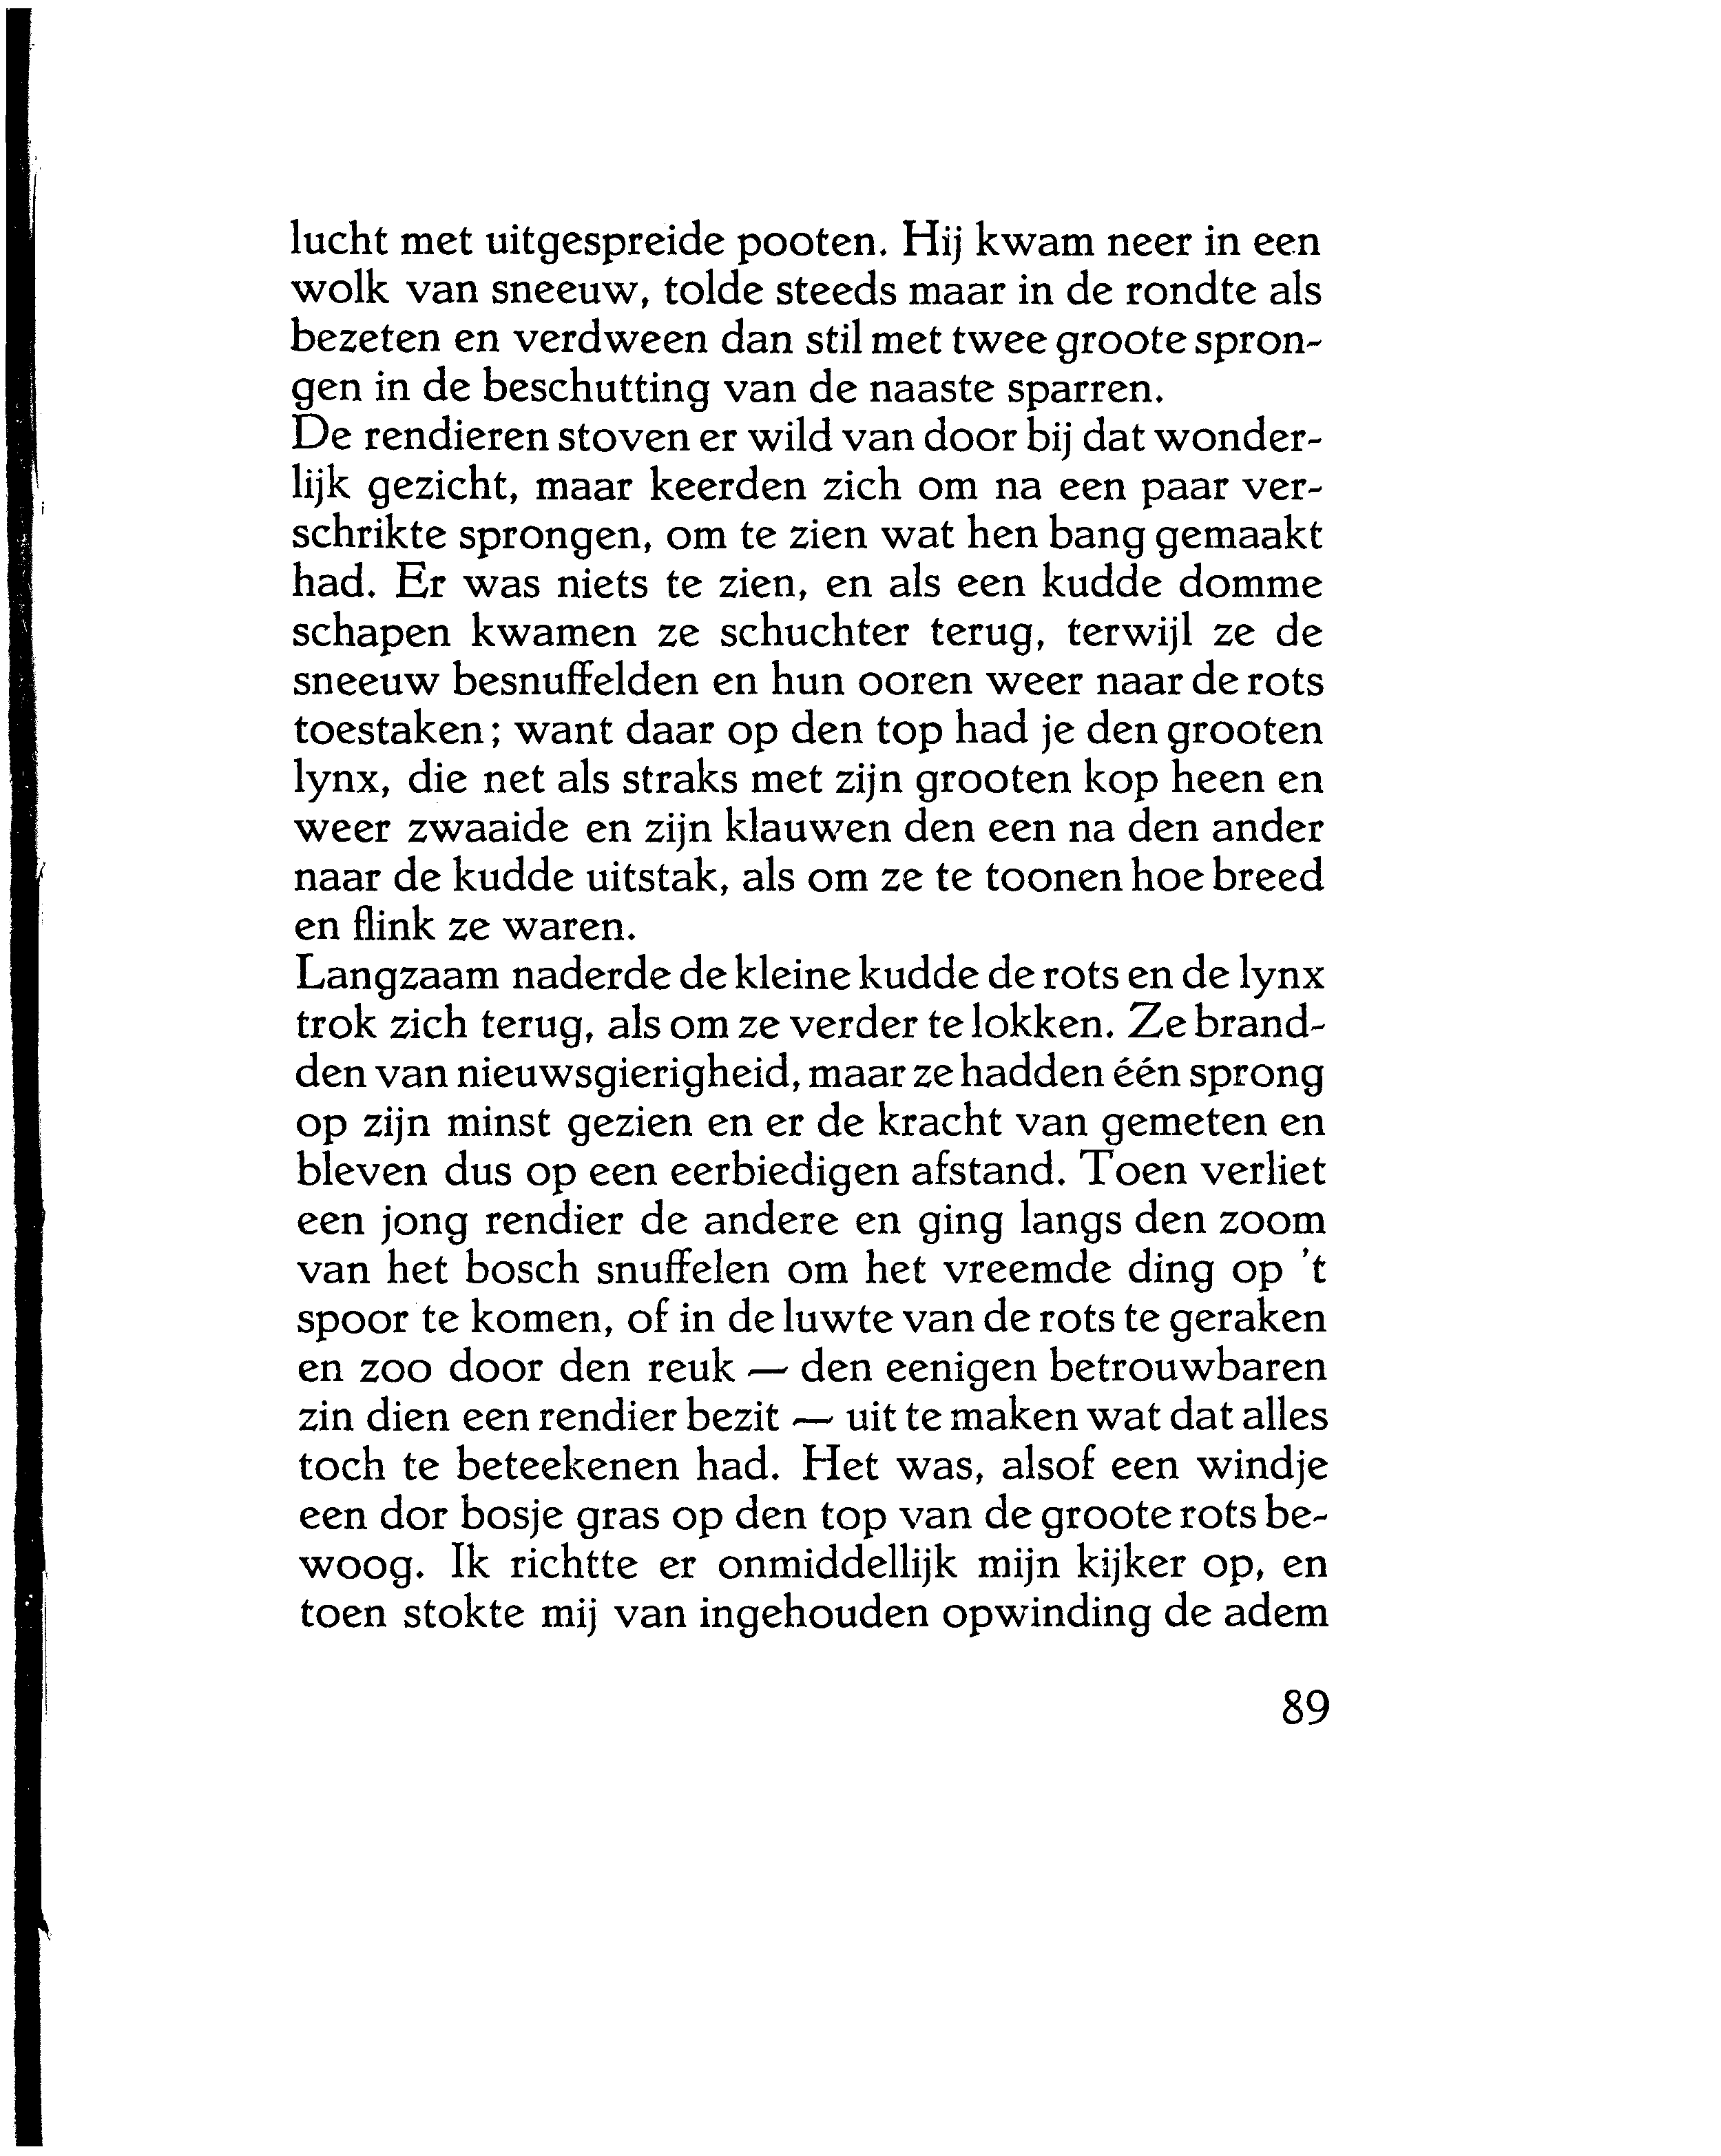 lucht met uitgespreide pooten. Hij kwam neer in een
wolk van sneeuw, tolde steeds maar in de rondte als
bezeten en verdween dan stil met twee groote spron-
gen in de beschutting van de naaste sparren.
De rendieren stoven er wild van door bij dat wonder-
lijk gezicht, maar keerden zich om na een paar ver-
schrikte sprongen, om te zien wat hen bang gemaakt
had. Er was niets te zien, en als een kudde domme
schapen kwamen ze schuchter terug, terwijl ze de
sneeuw besnuffelden en hun ooren weer naar de rots
toestaken; want daar op den top had je den grooten
lynx, die net als straks met zijn grooten kop heen en
weer zwaaide en zijn klauwen den een na den ander
naar de kudde uitstak, als om ze te toonen hoe breed
en flink ze waren.
Langzaam naderde de kleine kudde de rots en de lynx
trok zich terug, als om ze verder te lokken. Ze brand-
den van nieuwsgierigheid, maar ze hadden één sprong
op zijn minst gezien en er de kracht van gemeten en
bleven dus op een eerbiedigen afstand. Toen verliet
een jong rendier de andere en ging langs den zoom
van het bosch snuffelen om het vreemde ding op 't
spoor te komen, of in de luwte van de rots te geraken
en zoo door den reuk — den eenigen betrouwbaren
zin dien een rendier bezit — uit te maken wat dat alles
toch te beteekenen had. Het was, alsof een windje
een dor bosje gras op den top van de groote rots be-
woog. Ik richtte er onmiddellijk mijn kijker op, en
toen stokte mij van ingehouden opwinding de adem
89